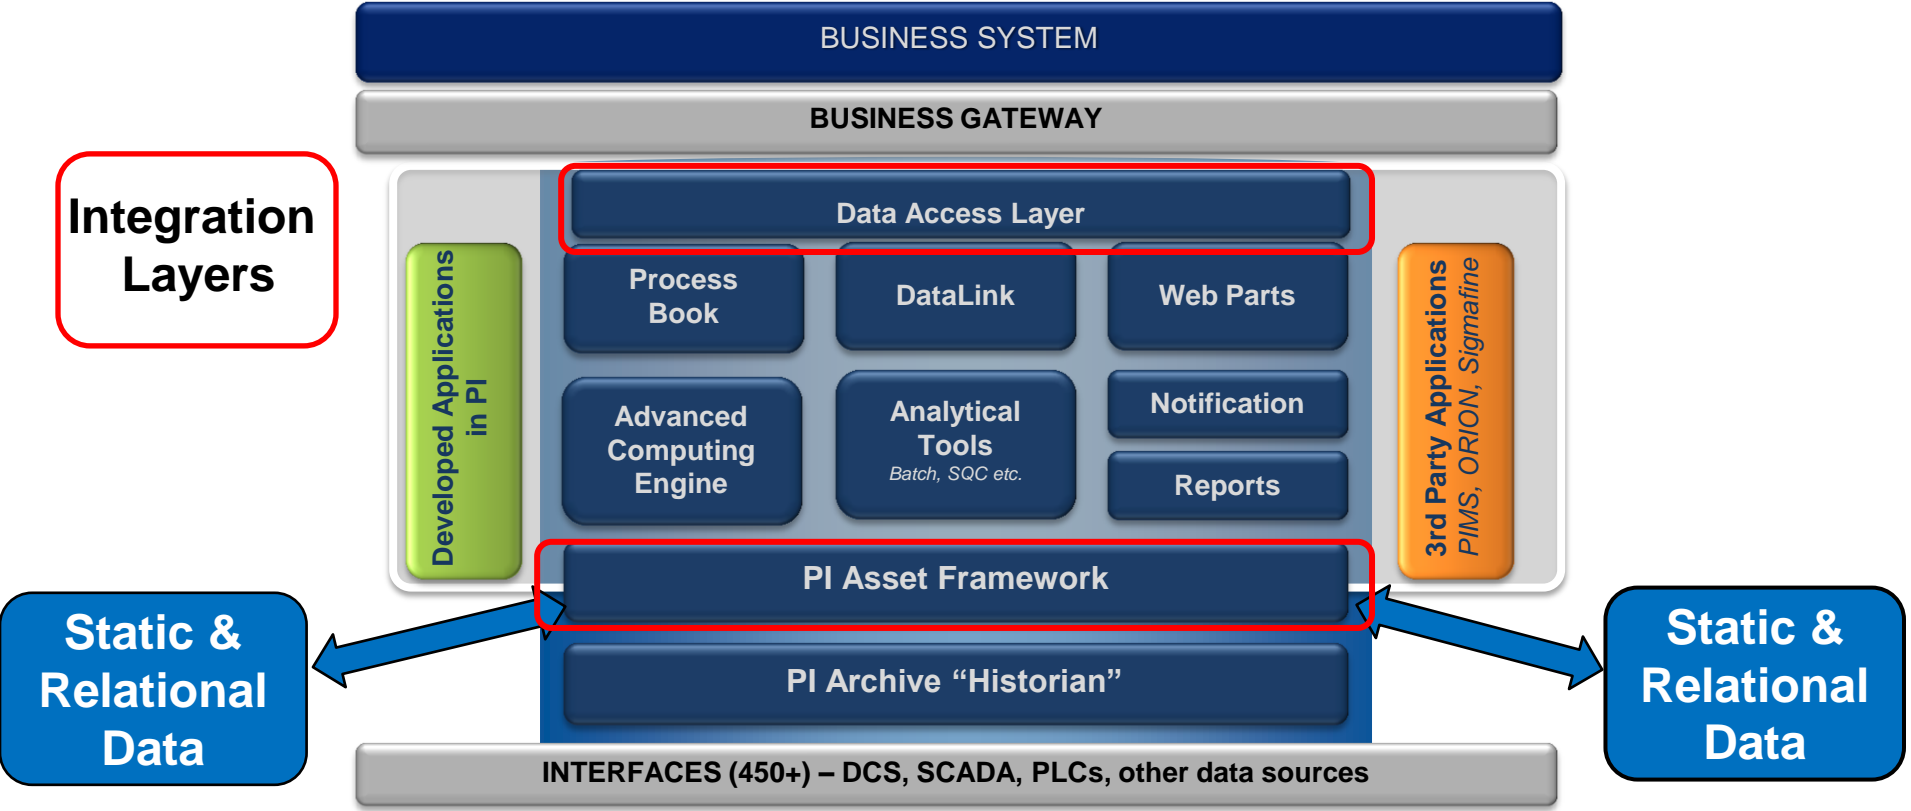 BUSINESS SYSTEM
BUSINESS GATEWAY
Integration
Layers
Data Access Layer
Developed Applications
in PI
Process
Book
DataLink
Web Parts
Advanced
Computing
Engine
Analytical
Tools
Batch, SQC etc.
Notification
Reports
3rd Party Applications
PIMS, ORION, Sigmafine
PI Asset Framework
Static &
Relational
Data
PI Archive “Historian”
Static &
Relational
Data
INTERFACES (450+) – DCS, SCADA, PLCs, other data sources